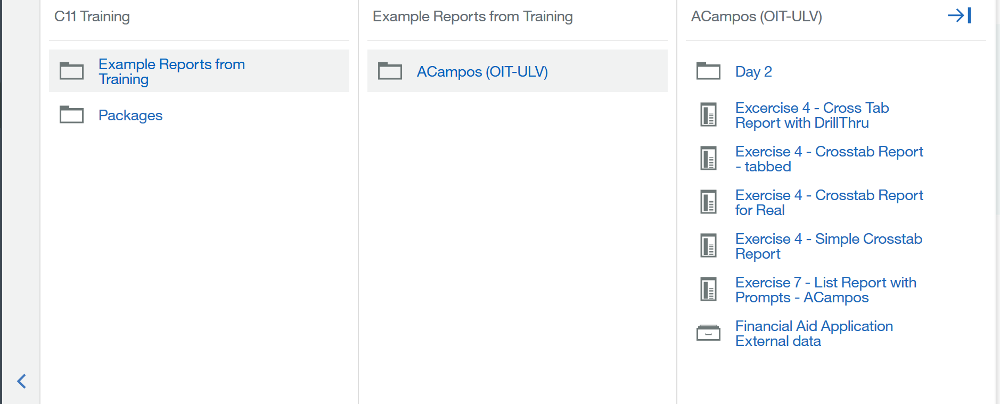 C11 Training
Example Reports from
Training
Packages
Example Reports from Training
ACampos (OIT-ULV)
ACampos (OIT-ULV)
Day 2
Excercise 4 - Cross Tab
Report with DrillThru
Exercise 4 - Crosstab Report
- tabbed
Exercise 4 - Crosstab Report
for Real
Exercise 4 - Simple Crosstab
Report
Exercise 7 - List Report with
Prompts - ACampos
Financial Aid Application
External data